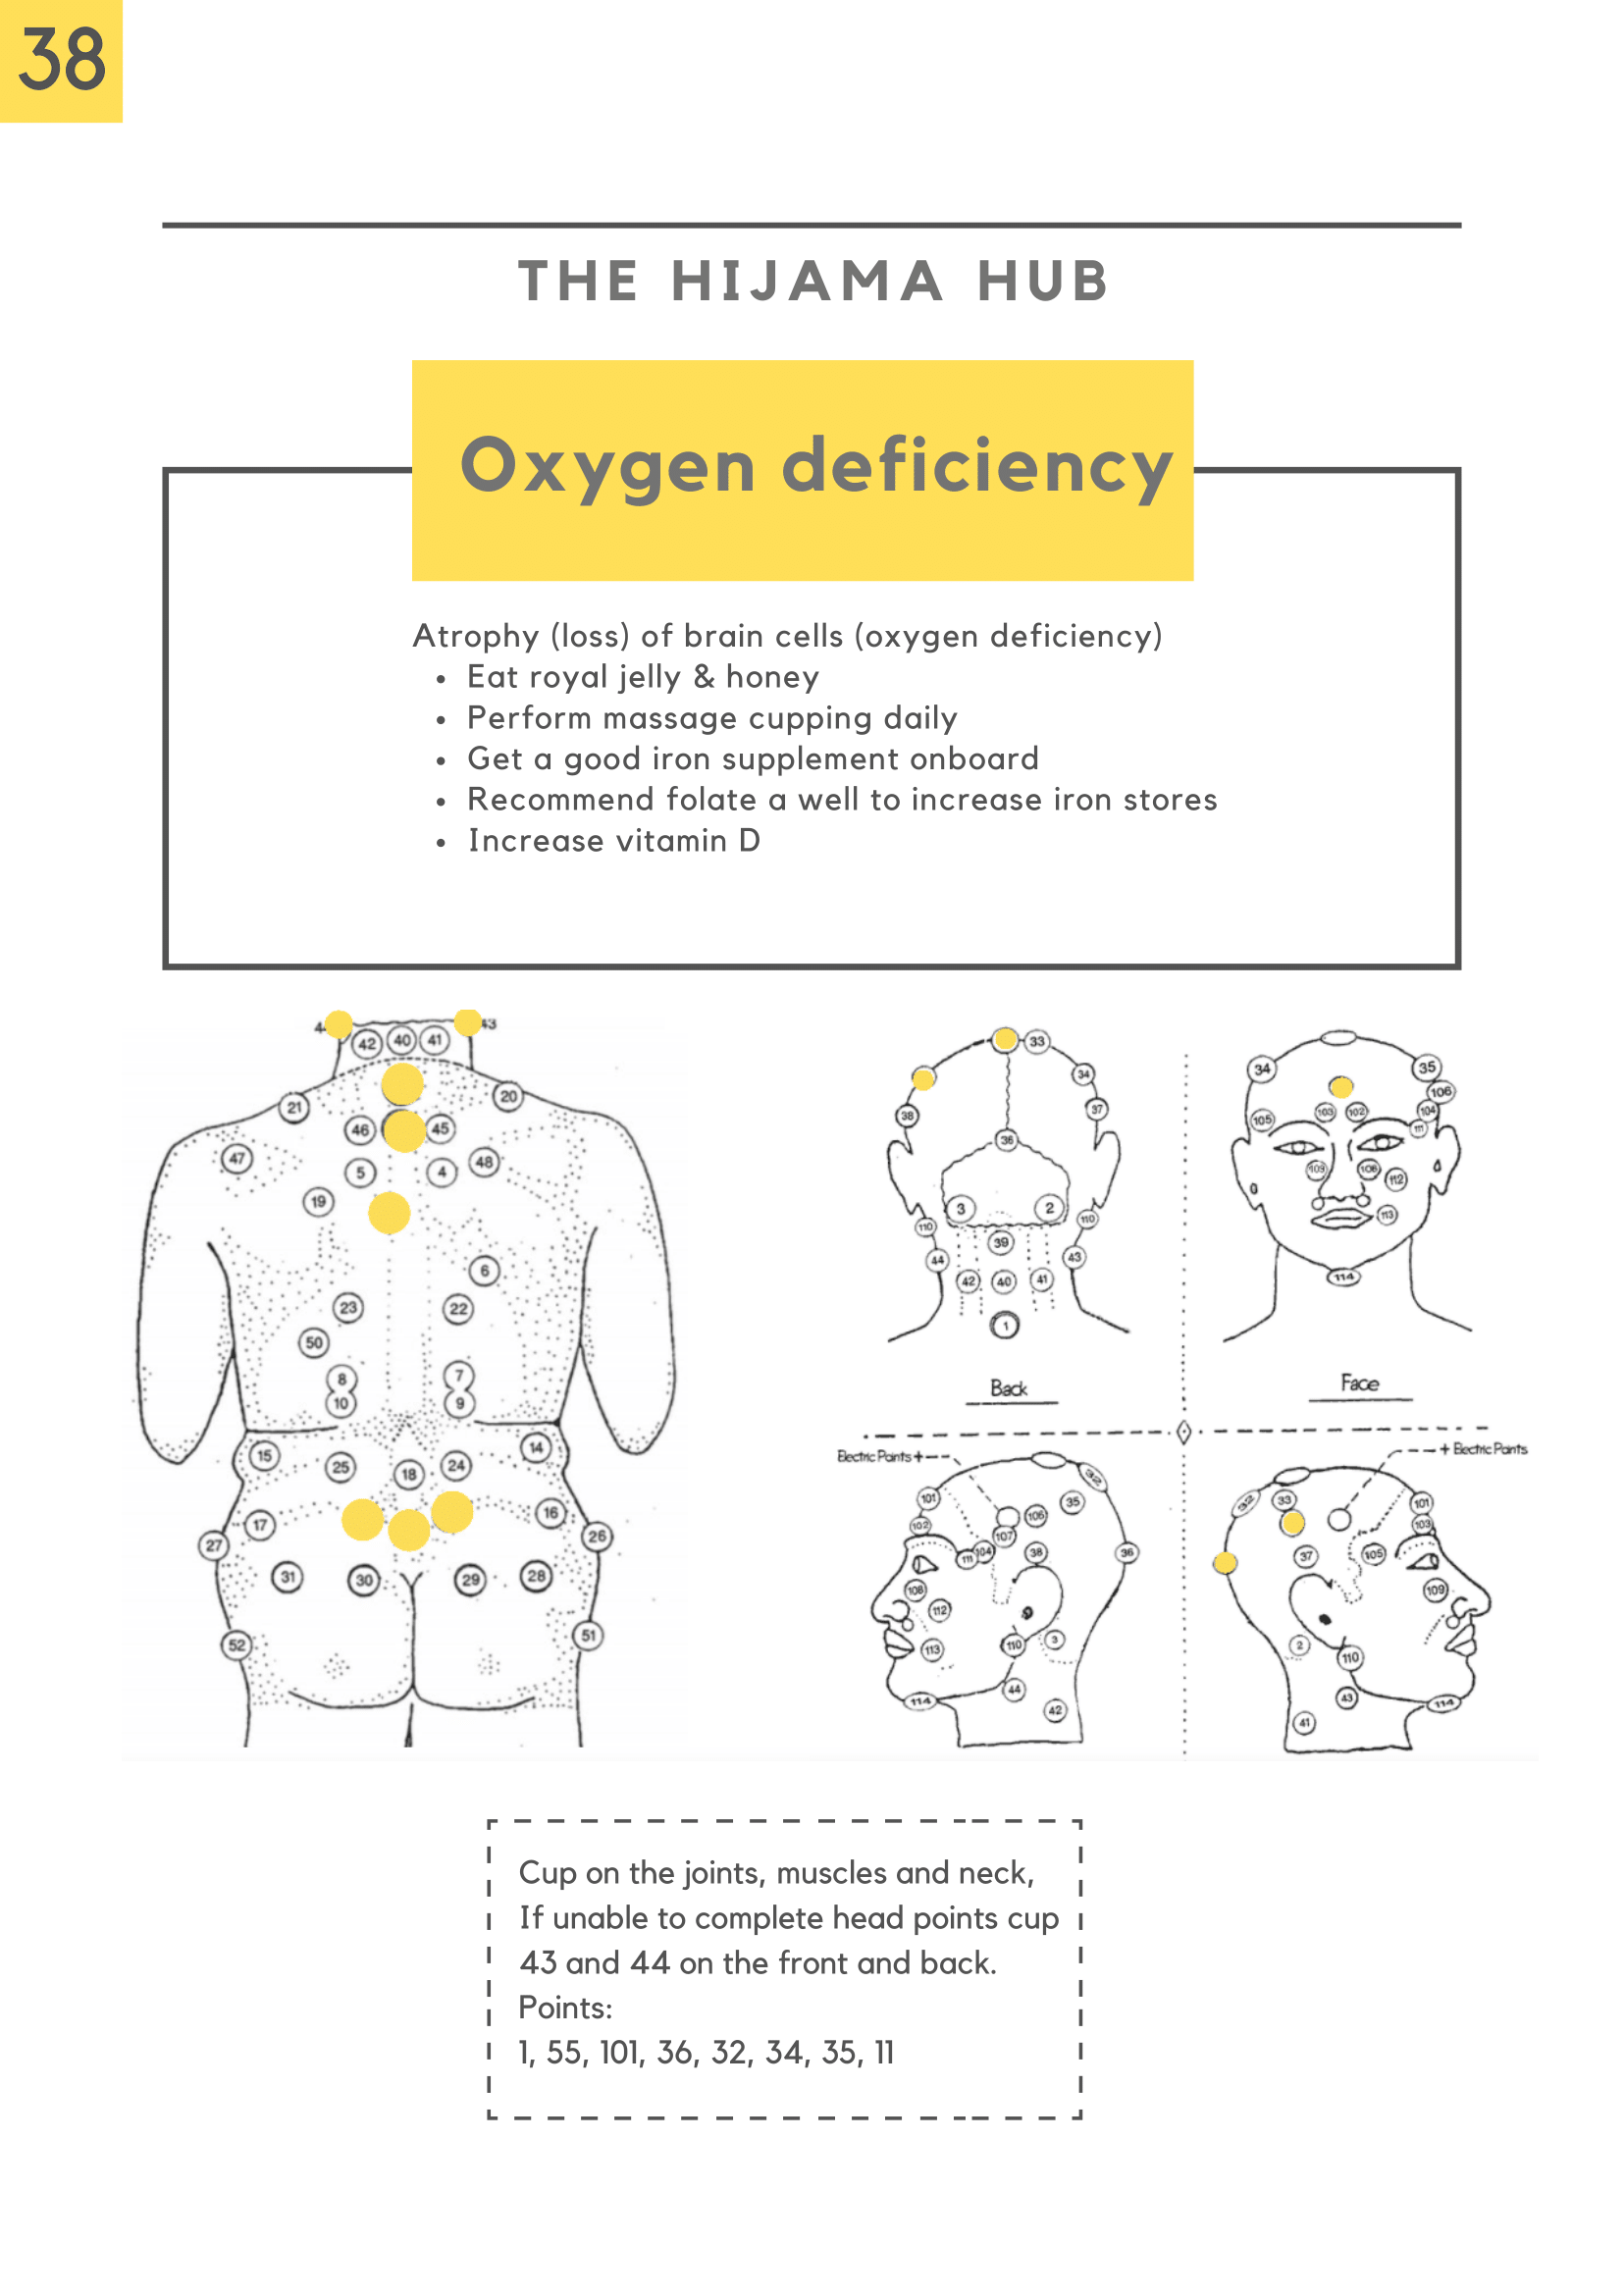 38
THE HIJAMA HUB
Oxygen deficiency
Atrophy (loss) of brain cells (oxygen deficiency)
• Eat royal jelly & honey
• Perform massage cupping daily
• Get a good iron supplement onboard
• Recommend folate a well to increase iron stores
• Increase vitamin D
4 43
42 40 41
21 20
46 45
47 5 4 48
19
6
23 22
50
8 7
10 9
15 25 18 24 14
17 16
27 26
31 30 29 28
52 51
33
34
38 37
36
3 2
110 110
39
44 43
42 40 41
1
Back
34 35
106
105 103 102 104
111
109 108 112
113
114
Face
Electric Points +
101 32
35
106
102 107
111 104 38 36
108
112
113 110 3
44
114 42
+ Electric Points
32 33 101
103
37 105
109
2 110
43 114
41
Cup on the joints, muscles and neck,
If unable to complete head points cup
43 and 44 on the front and back.
Points:
1, 55, 101, 36, 32, 34, 35, 11